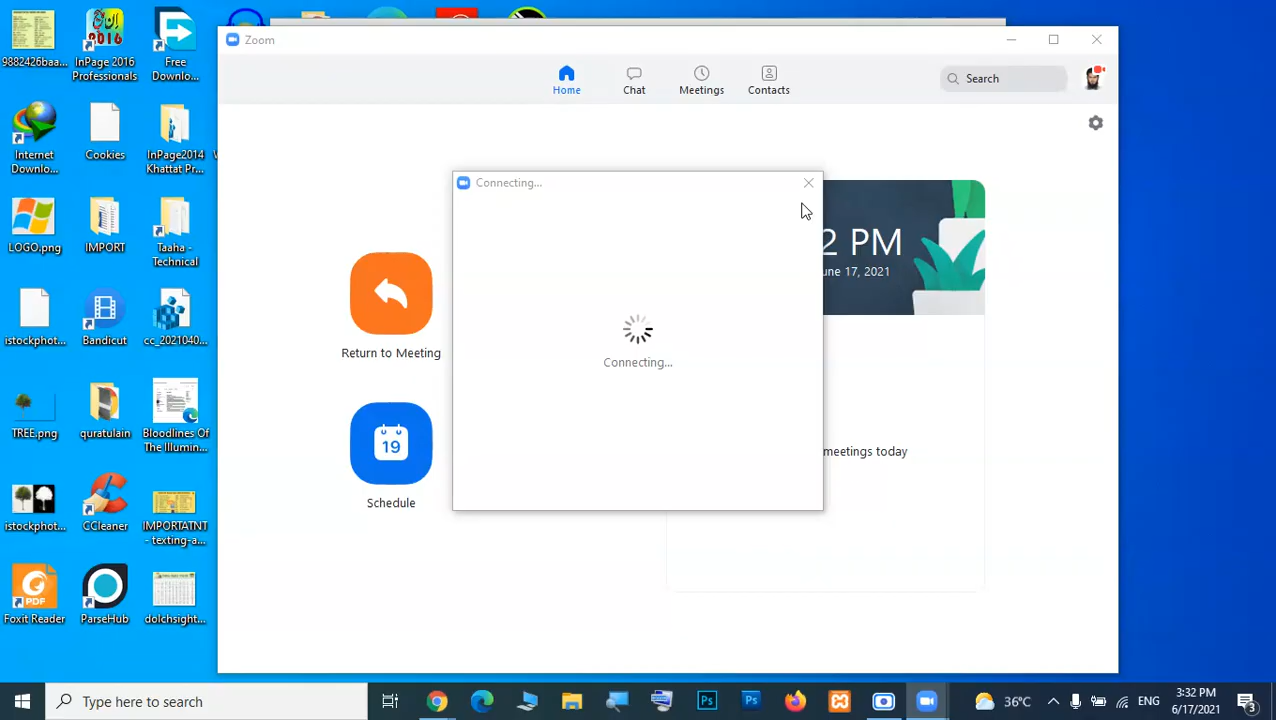 9882426baa...
InPage 2016
Professionals
Free
Downlo...
Internet
Downlo...
Cookies
InPage2014
Khattat Pr...
LOGO.png
IMPORT
Taaha -
Technical
istockphot...
Bandicut
cc_2021040...
TREE.png
quratulain
Bloodlines Of
The Illumin...
istockphot...
CCleaner
IMPORTATNT
- texting-a...
Foxit Reader
ParseHub
dolchsight...
Zoom
Home
Chat
Meetings
Contacts
Search
Connecting...
Connecting...
2 PM
une 17, 2021
Return to Meeting
19
Schedule
meetings today
Type here to search
36°C
ENG
3:32 PM
6/17/2021
3